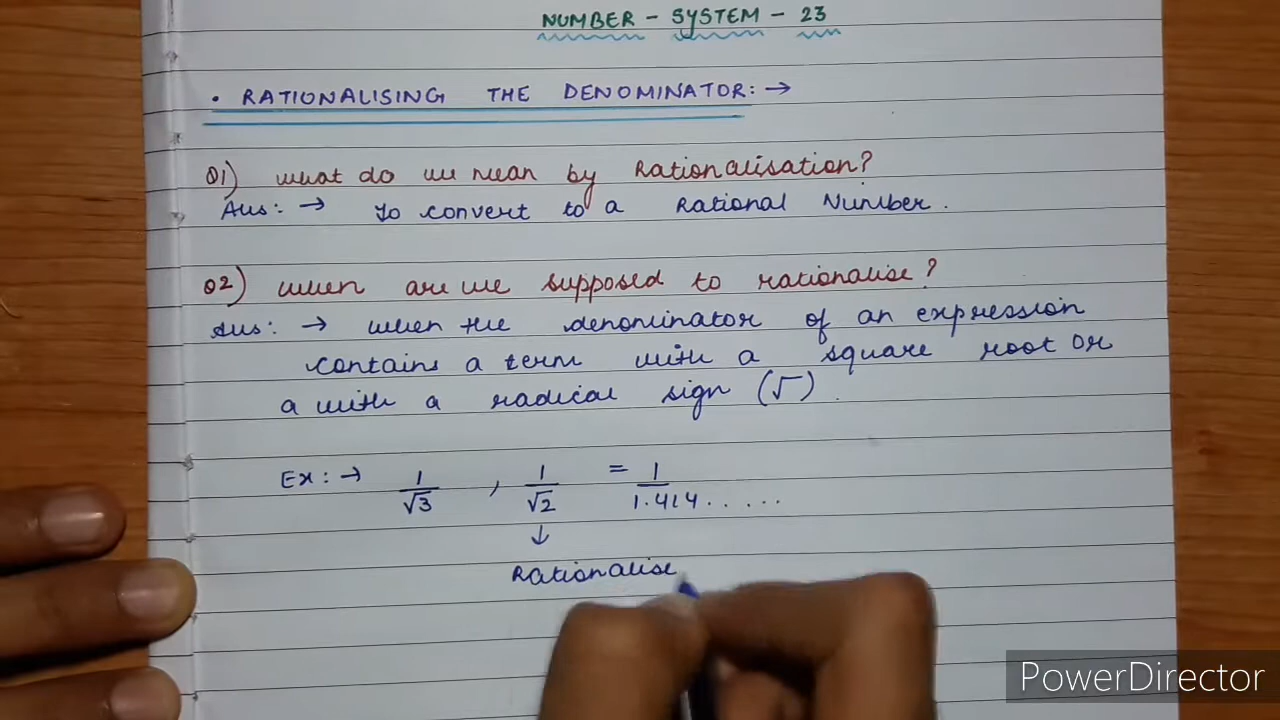 NUMBER - SYSTEM - 23
• RATIONALISING THE DENOMINATOR: →
Q1) What do we mean by Rationalisation?
Ans: → To convert to a Rational Number.
Q2) When are we supposed to rationalise?
Ans: → When the denominator of an expression
contains a term with a square root or
a with a radical sign (√).
Ex: → 1/√3 , 1/√2 = 1/1.414.....
↓
Rationalise
PowerDirector